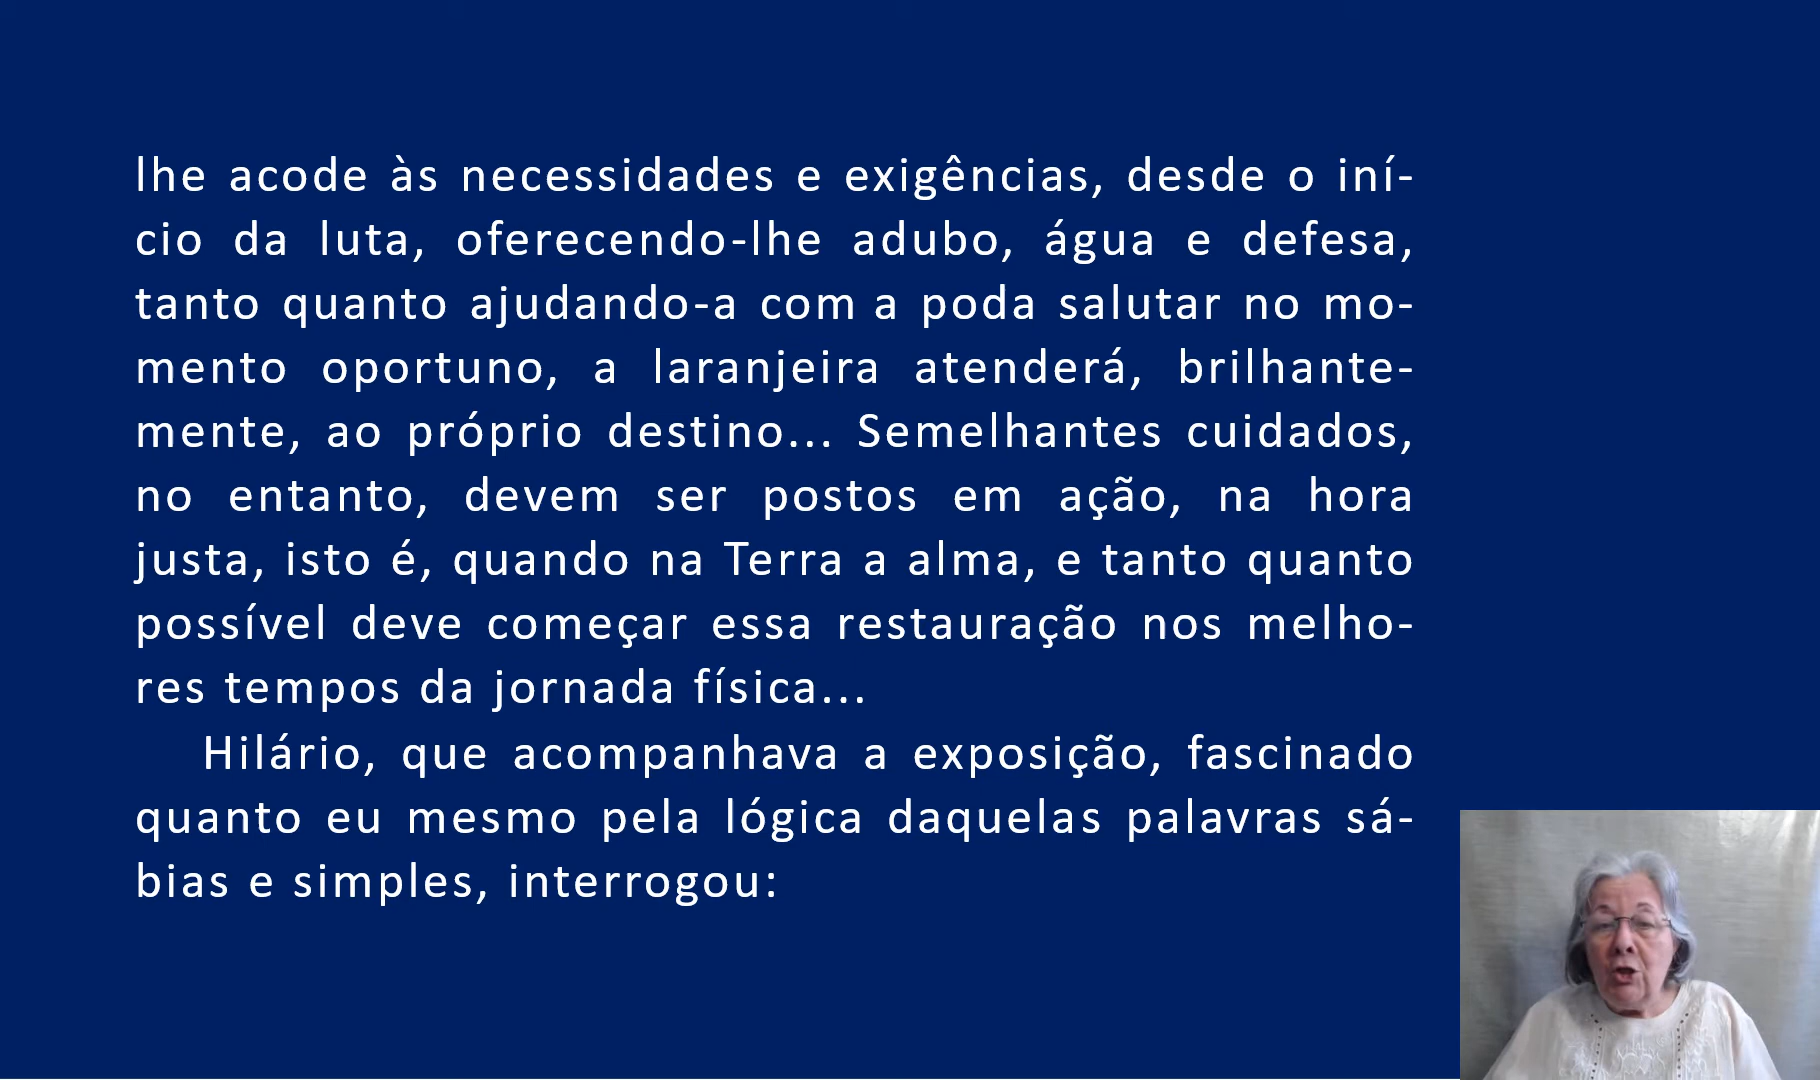 lhe acode às necessidades e exigências, desde o iní-
cio da luta, oferecendo-lhe adubo, água e defesa,
tanto quanto ajudando-a com a poda salutar no mo-
mento oportuno, a laranjeira atenderá, brilhante-
mente, ao próprio destino... Semelhantes cuidados,
no entanto, devem ser postos em ação, na hora
justa, isto é, quando na Terra a alma, e tanto quanto
possível deve começar essa restauração nos melho-
res tempos da jornada física...
Hilário, que acompanhava a exposição, fascinado
quanto eu mesmo pela lógica daquelas palavras sá-
bias e simples, interrogou: